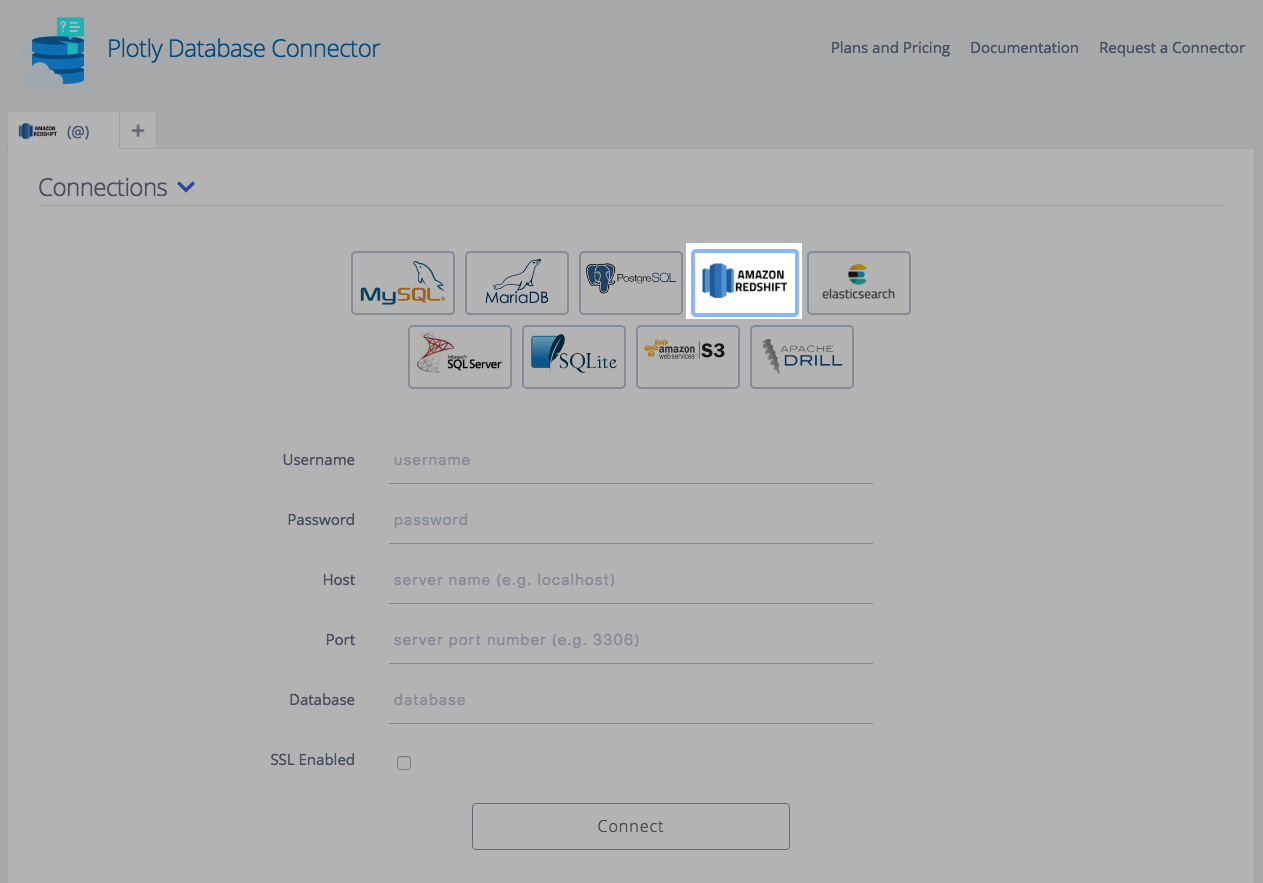 ?
Plotly Database Connector
Plans and Pricing Documentation Request a Connector
AMAZON
REDSHIFT (@) +
Connections
MySQL. MariaDB PostgreSQL AMAZON REDSHIFT elasticsearch
Microsoft SQL Server SQLite amazon web services S3 APACHE DRILL
Username username
Password password
Host server name (e.g. localhost)
Port server port number (e.g. 3306)
Database database
SSL Enabled
Connect